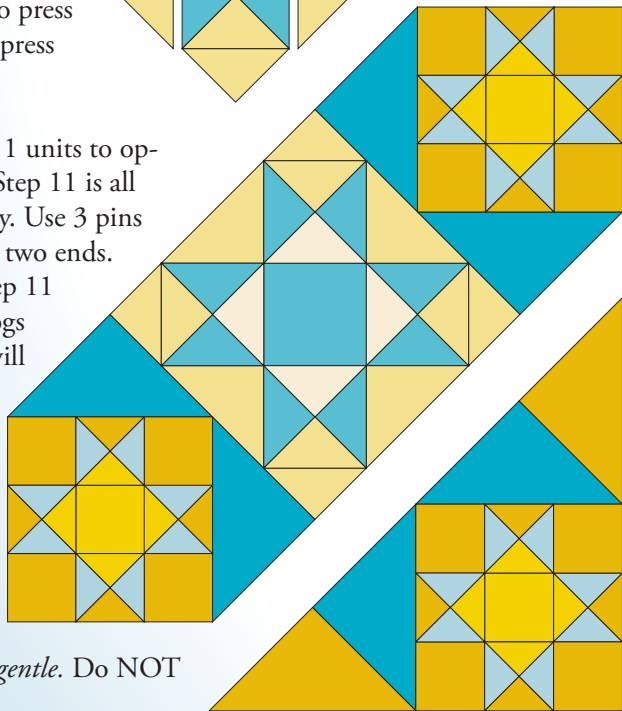 o press
press
1 units to op-
Step 11 is all
y. Use 3 pins
two ends.
ep 11
ogs
will
gentle. Do NOT